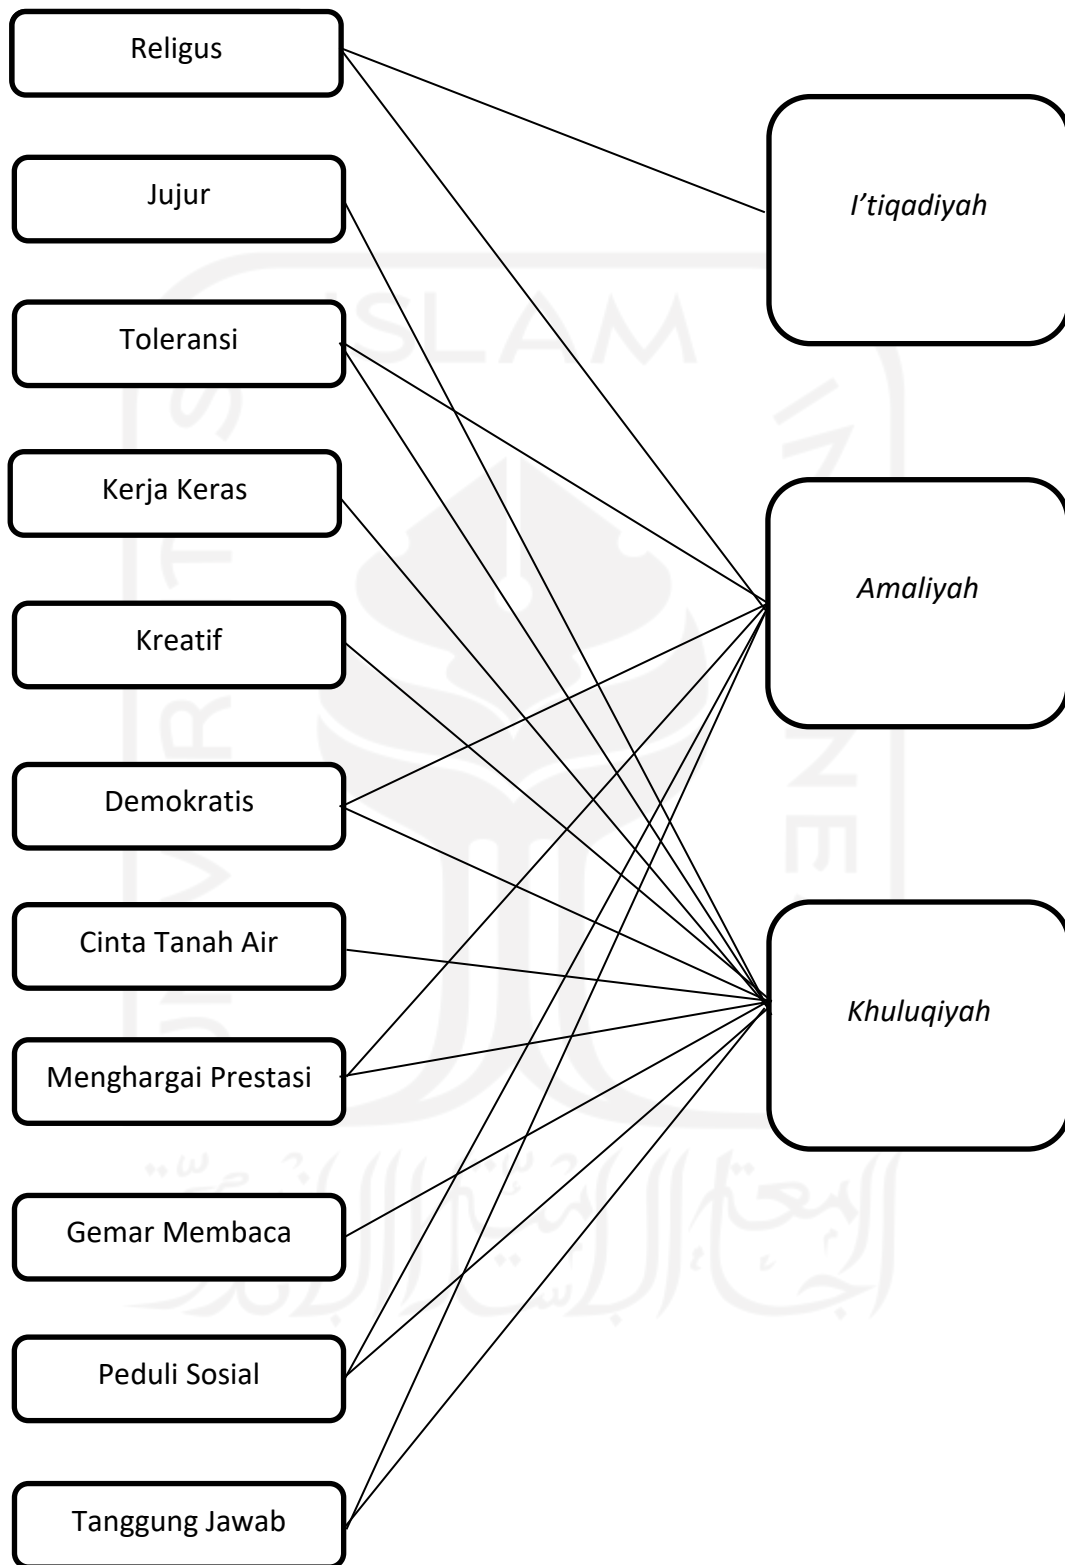 Religus
Jujur
Toleransi
Kerja Keras
Kreatif
Demokratis
Cinta Tanah Air
Menghargai Prestasi
Gemar Membaca
Peduli Sosial
Tanggung Jawab
I’tiqadiyah
Amaliyah
Khuluqiyah
ISLAM